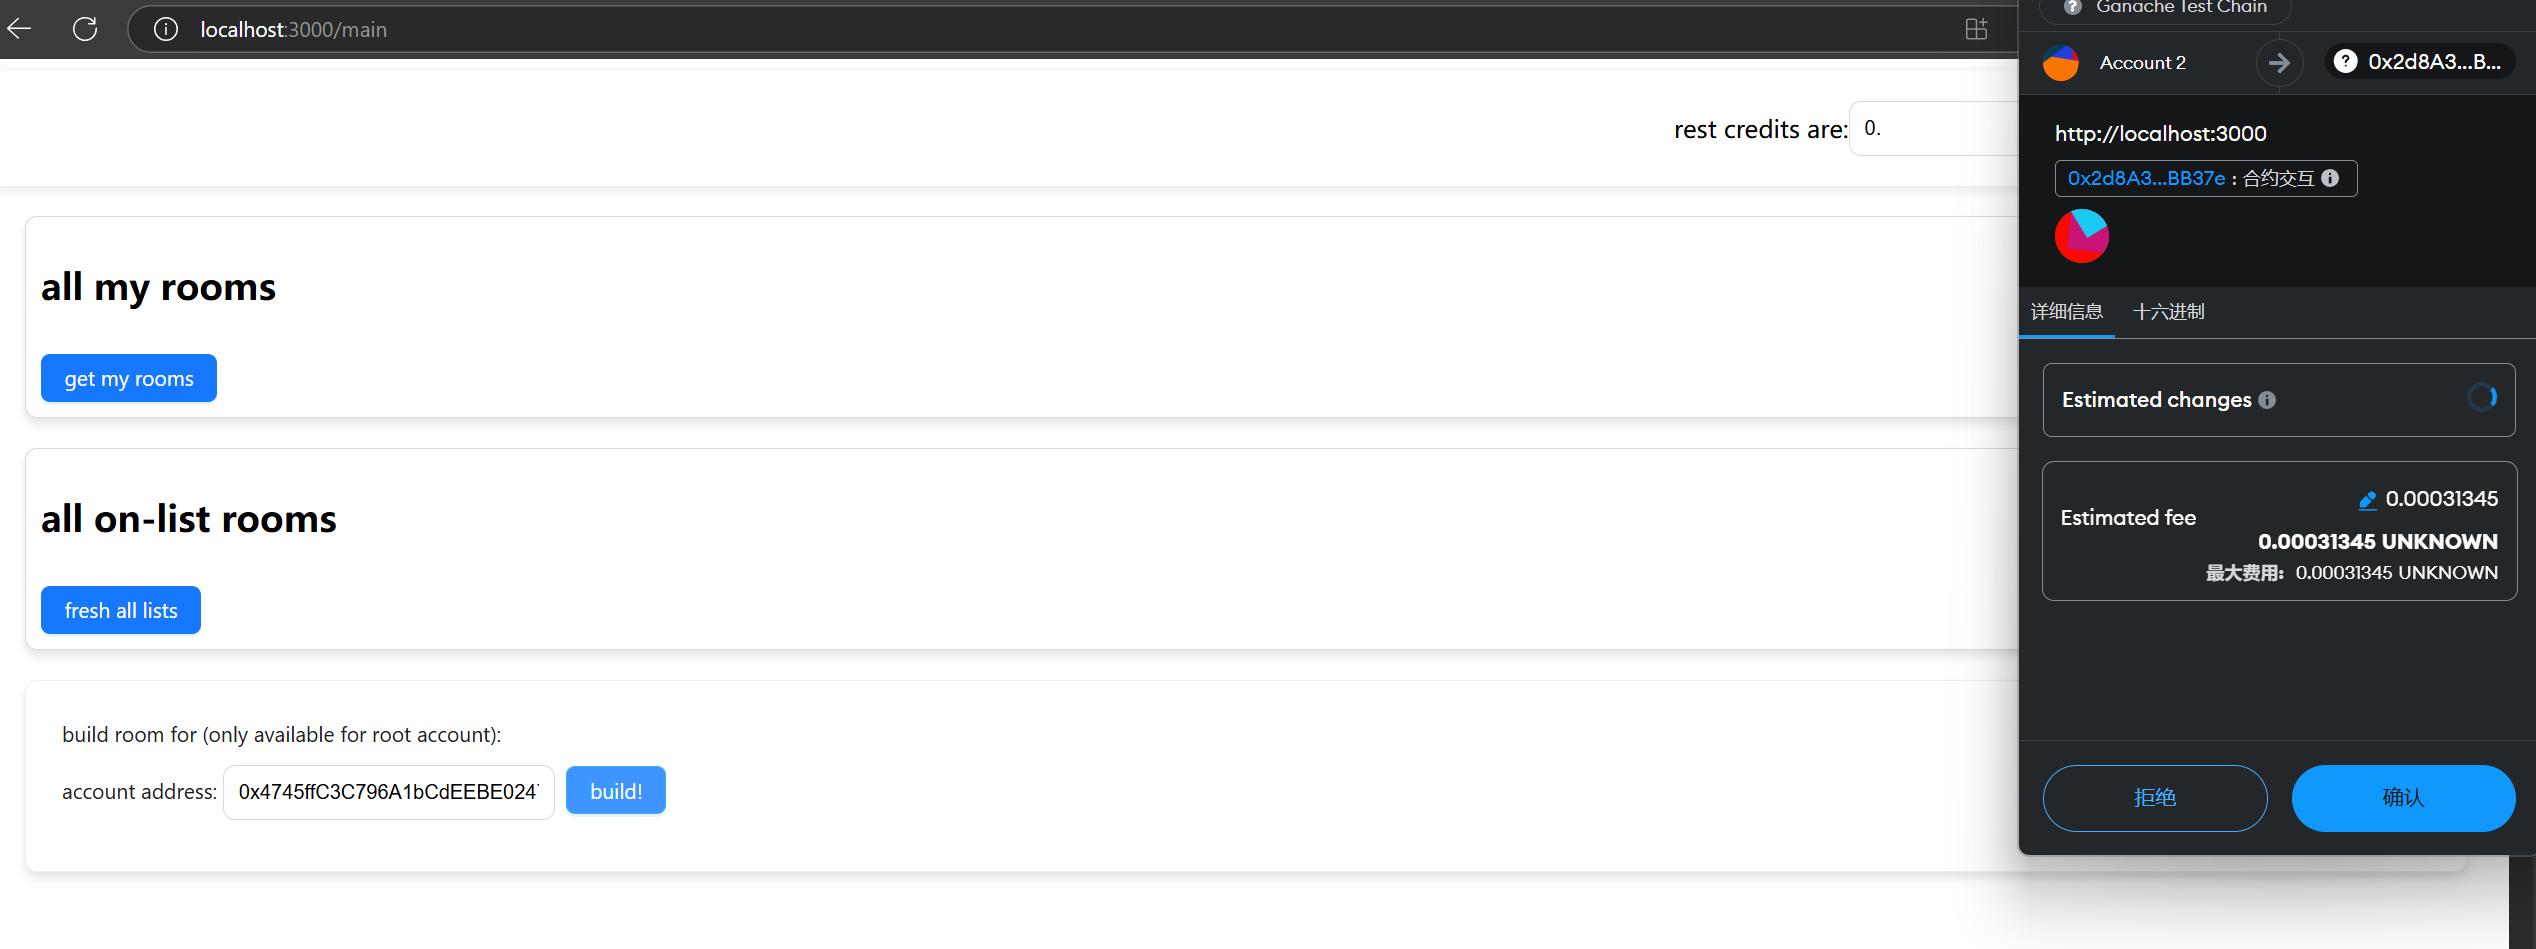 localhost:3000/main
rest credits are: 0.
all my rooms
get my rooms
all on-list rooms
fresh all lists
build room for (only available for root account):
account address: 0x4745ffC3C796A1bCdEEBE024 build!
Ganache Test Chain
Account 2
0x2d8A3...B...
http://localhost:3000
0x2d8A3...BB37e : 合约交互
详细信息 十六进制
Estimated changes
0.00031345
Estimated fee
0.00031345 UNKNOWN
最大费用: 0.00031345 UNKNOWN
拒绝 确认